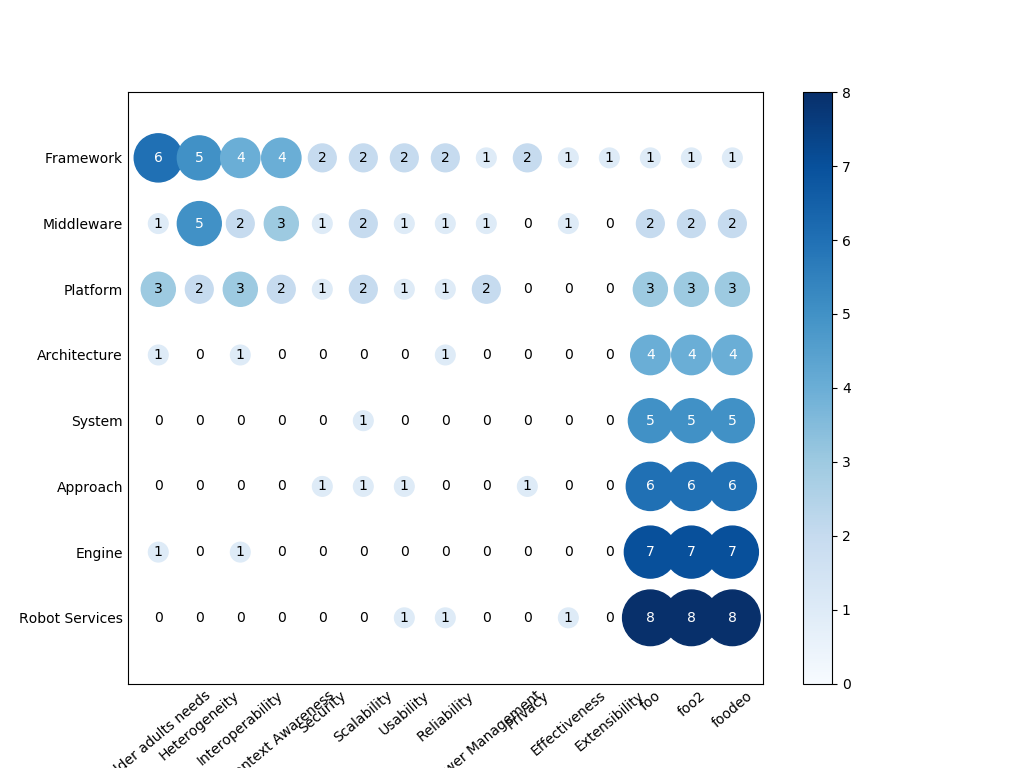 Framework 6 5 4 4 2 2 2 2 1 2 1 1 1 1 1
Middleware 1 5 2 3 1 2 1 1 1 0 1 0 2 2 2
Platform 3 2 3 2 1 2 1 1 2 0 0 0 3 3 3
Architecture 1 0 1 0 0 0 0 1 0 0 0 0 4 4 4
System 0 0 0 0 0 1 0 0 0 0 0 0 5 5 5
Approach 0 0 0 0 1 1 1 0 0 1 0 0 6 6 6
Engine 1 0 1 0 0 0 0 0 0 0 0 0 7 7 7
Robot Services 0 0 0 0 0 0 1 1 0 0 1 0 8 8 8
lder adults needs
Heterogeneity
Interoperability
ntext Awareness
Security
Scalability
Usability
Reliability
wer Management
Privacy
Effectiveness
Extensibility
foo
foo2
foodeo
8
7
6
5
4
3
2
1
0